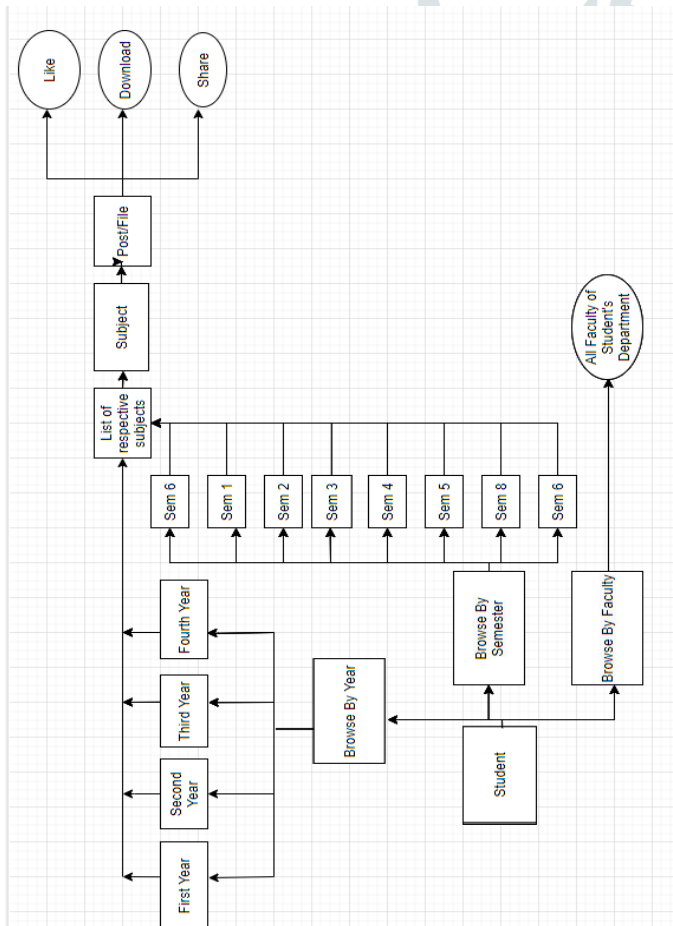 Like
Download
Share
Post/File
Subject
List of
respective
subjects
All Faculty of
Student's
Department
Sem 6
Sem 1
Sem 2
Sem 3
Sem 4
Sem 5
Sem 8
Sem 6
Fourth Year
Third Year
Second
Year
First Year
Browse By Year
Browse By
Semester
Browse By Faculty
Student